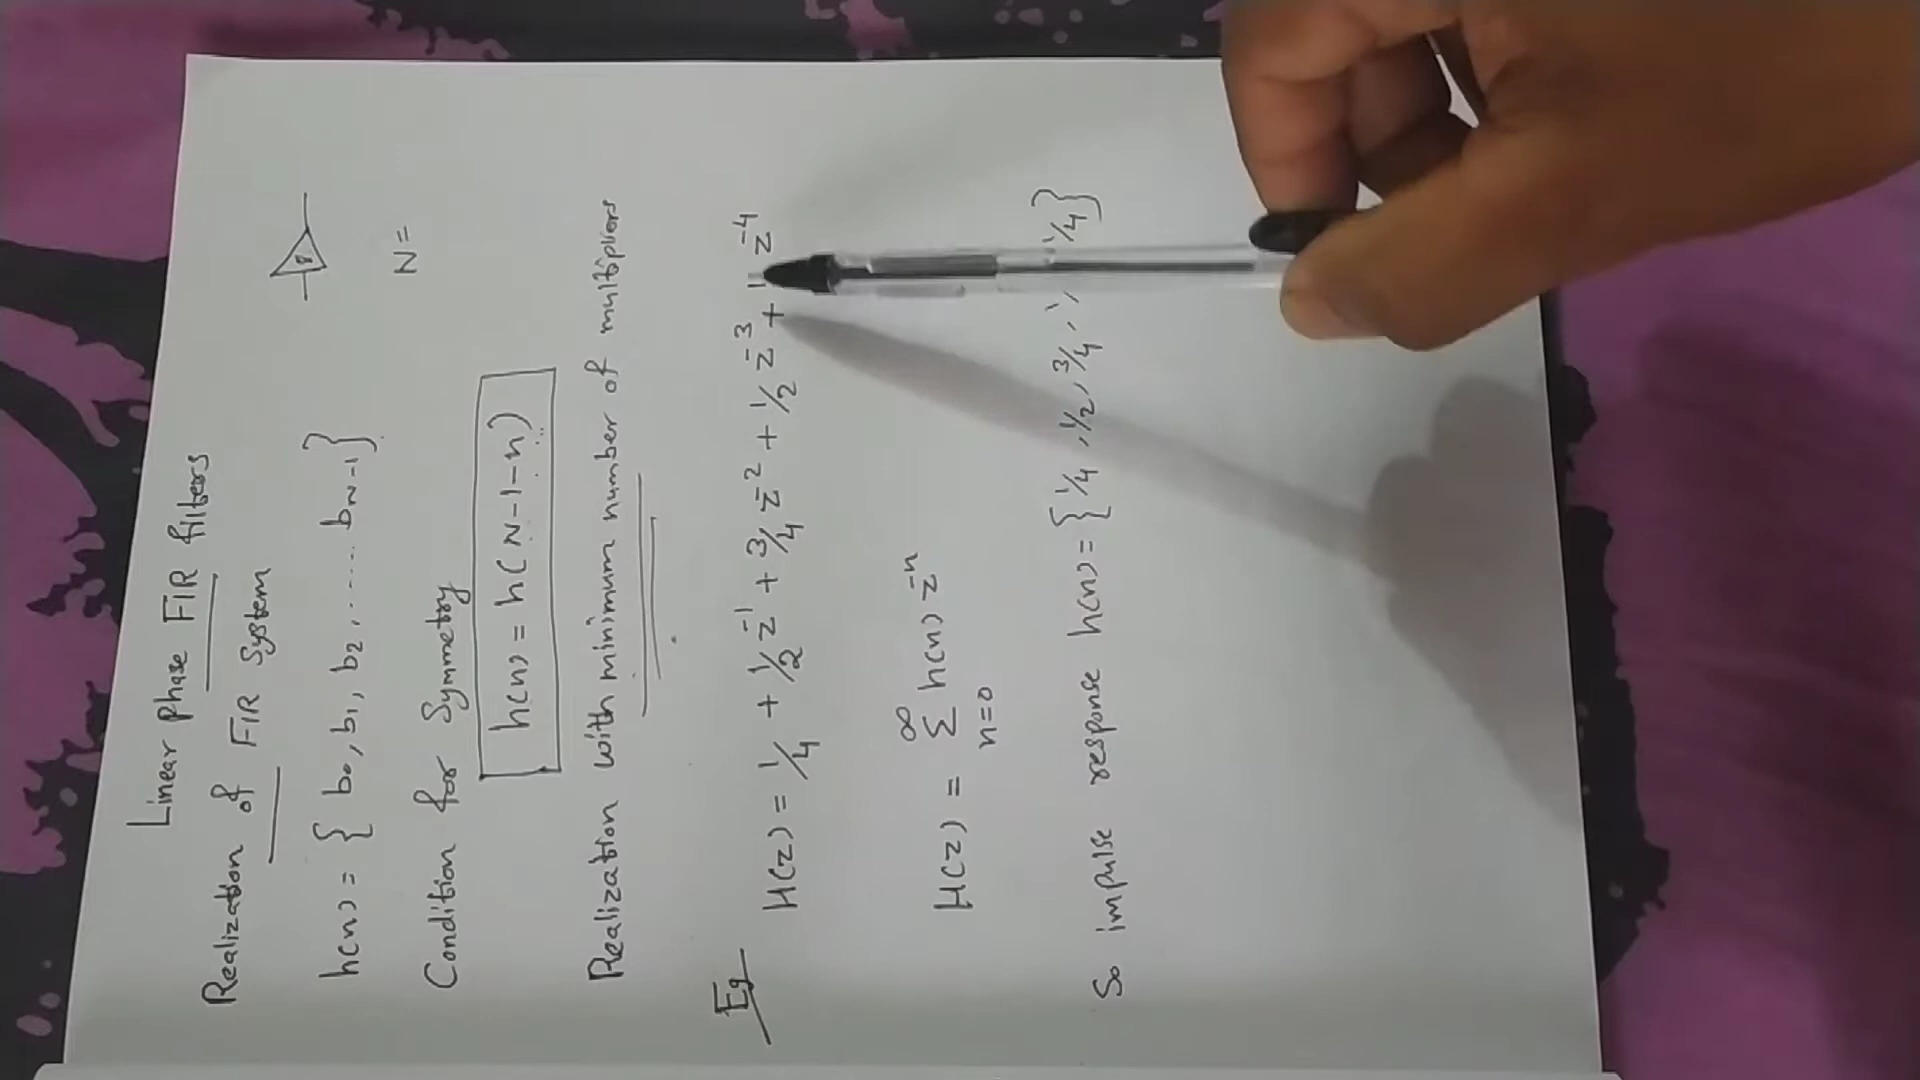 Linear phase FIR filters
Realization of FIR System
h(n) = { b₀, b₁, b₂, ..... b_N-1 }
N =
Condition for Symmetry
h(n) = h(N-1-n)
Realization with minimum number of multipliers
Eg H(z) = 1/4 + 1/2 z⁻¹ + 3/4 z⁻² + 1/2 z⁻³ + z⁻⁴
H(z) = ∞ Σ n=0 h(n) z⁻ⁿ
So impulse response h(n) = { 1/4, 1/2, 3/4, 1/4 }